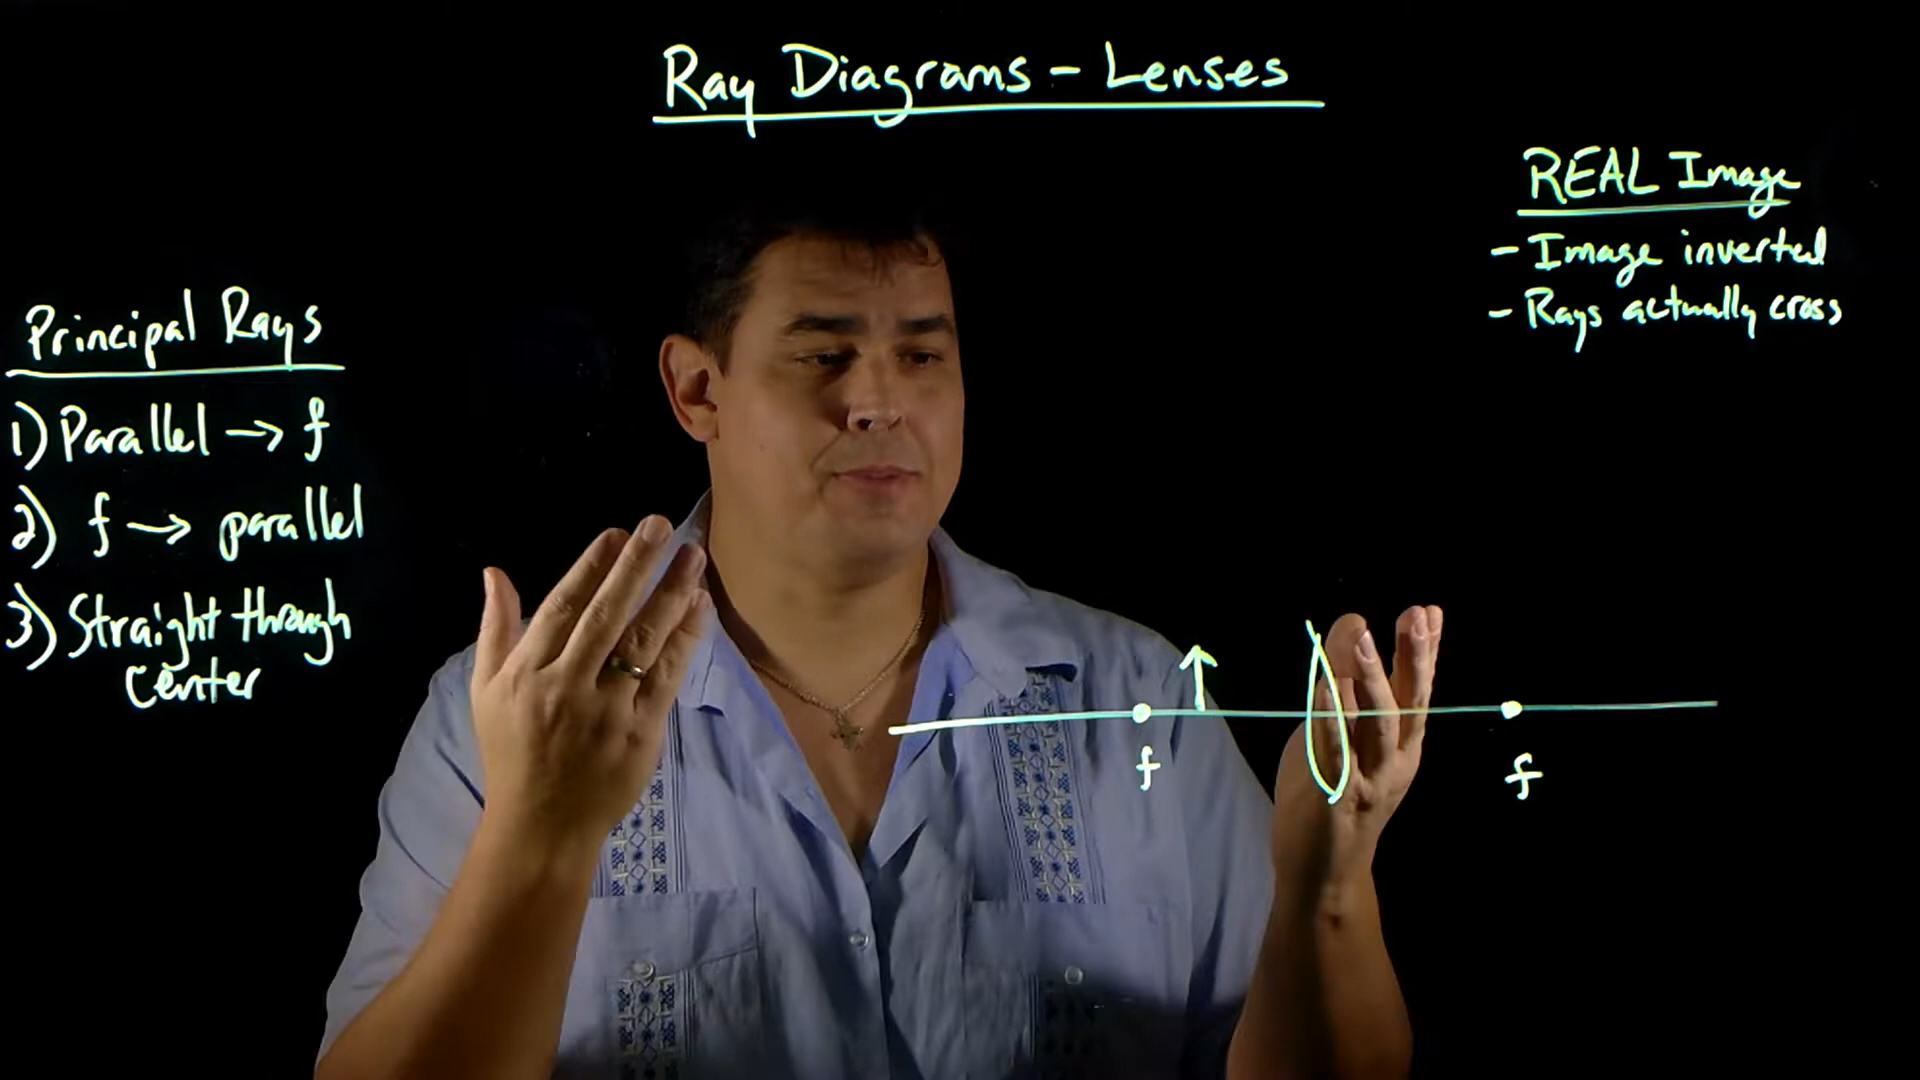 Ray Diagrams - Lenses
REAL Image
- Image inverted
- Rays actually cross
Principal Rays
1) Parallel → f
2) f → parallel
3) Straight through
center
f
f